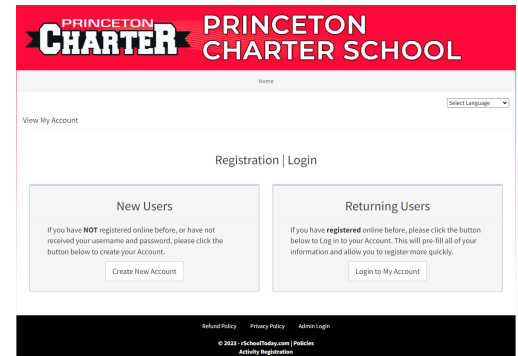 PRINCETON
CHARTER
PRINCETON
CHARTER SCHOOL
Home
Select Language
View My Account
Registration | Login
New Users
If you have NOT registered online before, or have not
received your username and password, please click the
button below to create your Account.
Create New Account
Returning Users
If you have registered online before, please click the button
below to Log in to your Account. This will pre-fill all of your
information and allow you to register more quickly.
Login to My Account
Refund Policy Privacy Policy Admin Login
© 2023 - rSchoolToday.com | Policies
Activity Registration